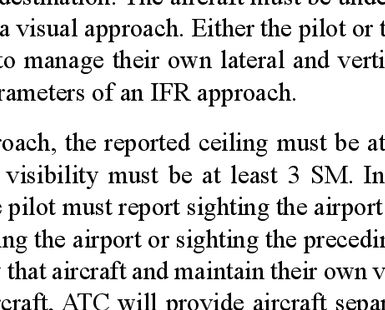 destination. The aircraft must be unde
a visual approach. Either the pilot or t
to manage their own lateral and verti
rameters of an IFR approach.
roach, the reported ceiling must be at
visibility must be at least 3 SM. In
e pilot must report sighting the airport
ng the airport or sighting the precedin
that aircraft and maintain their own v
rcraft, ATC will provide aircraft separ